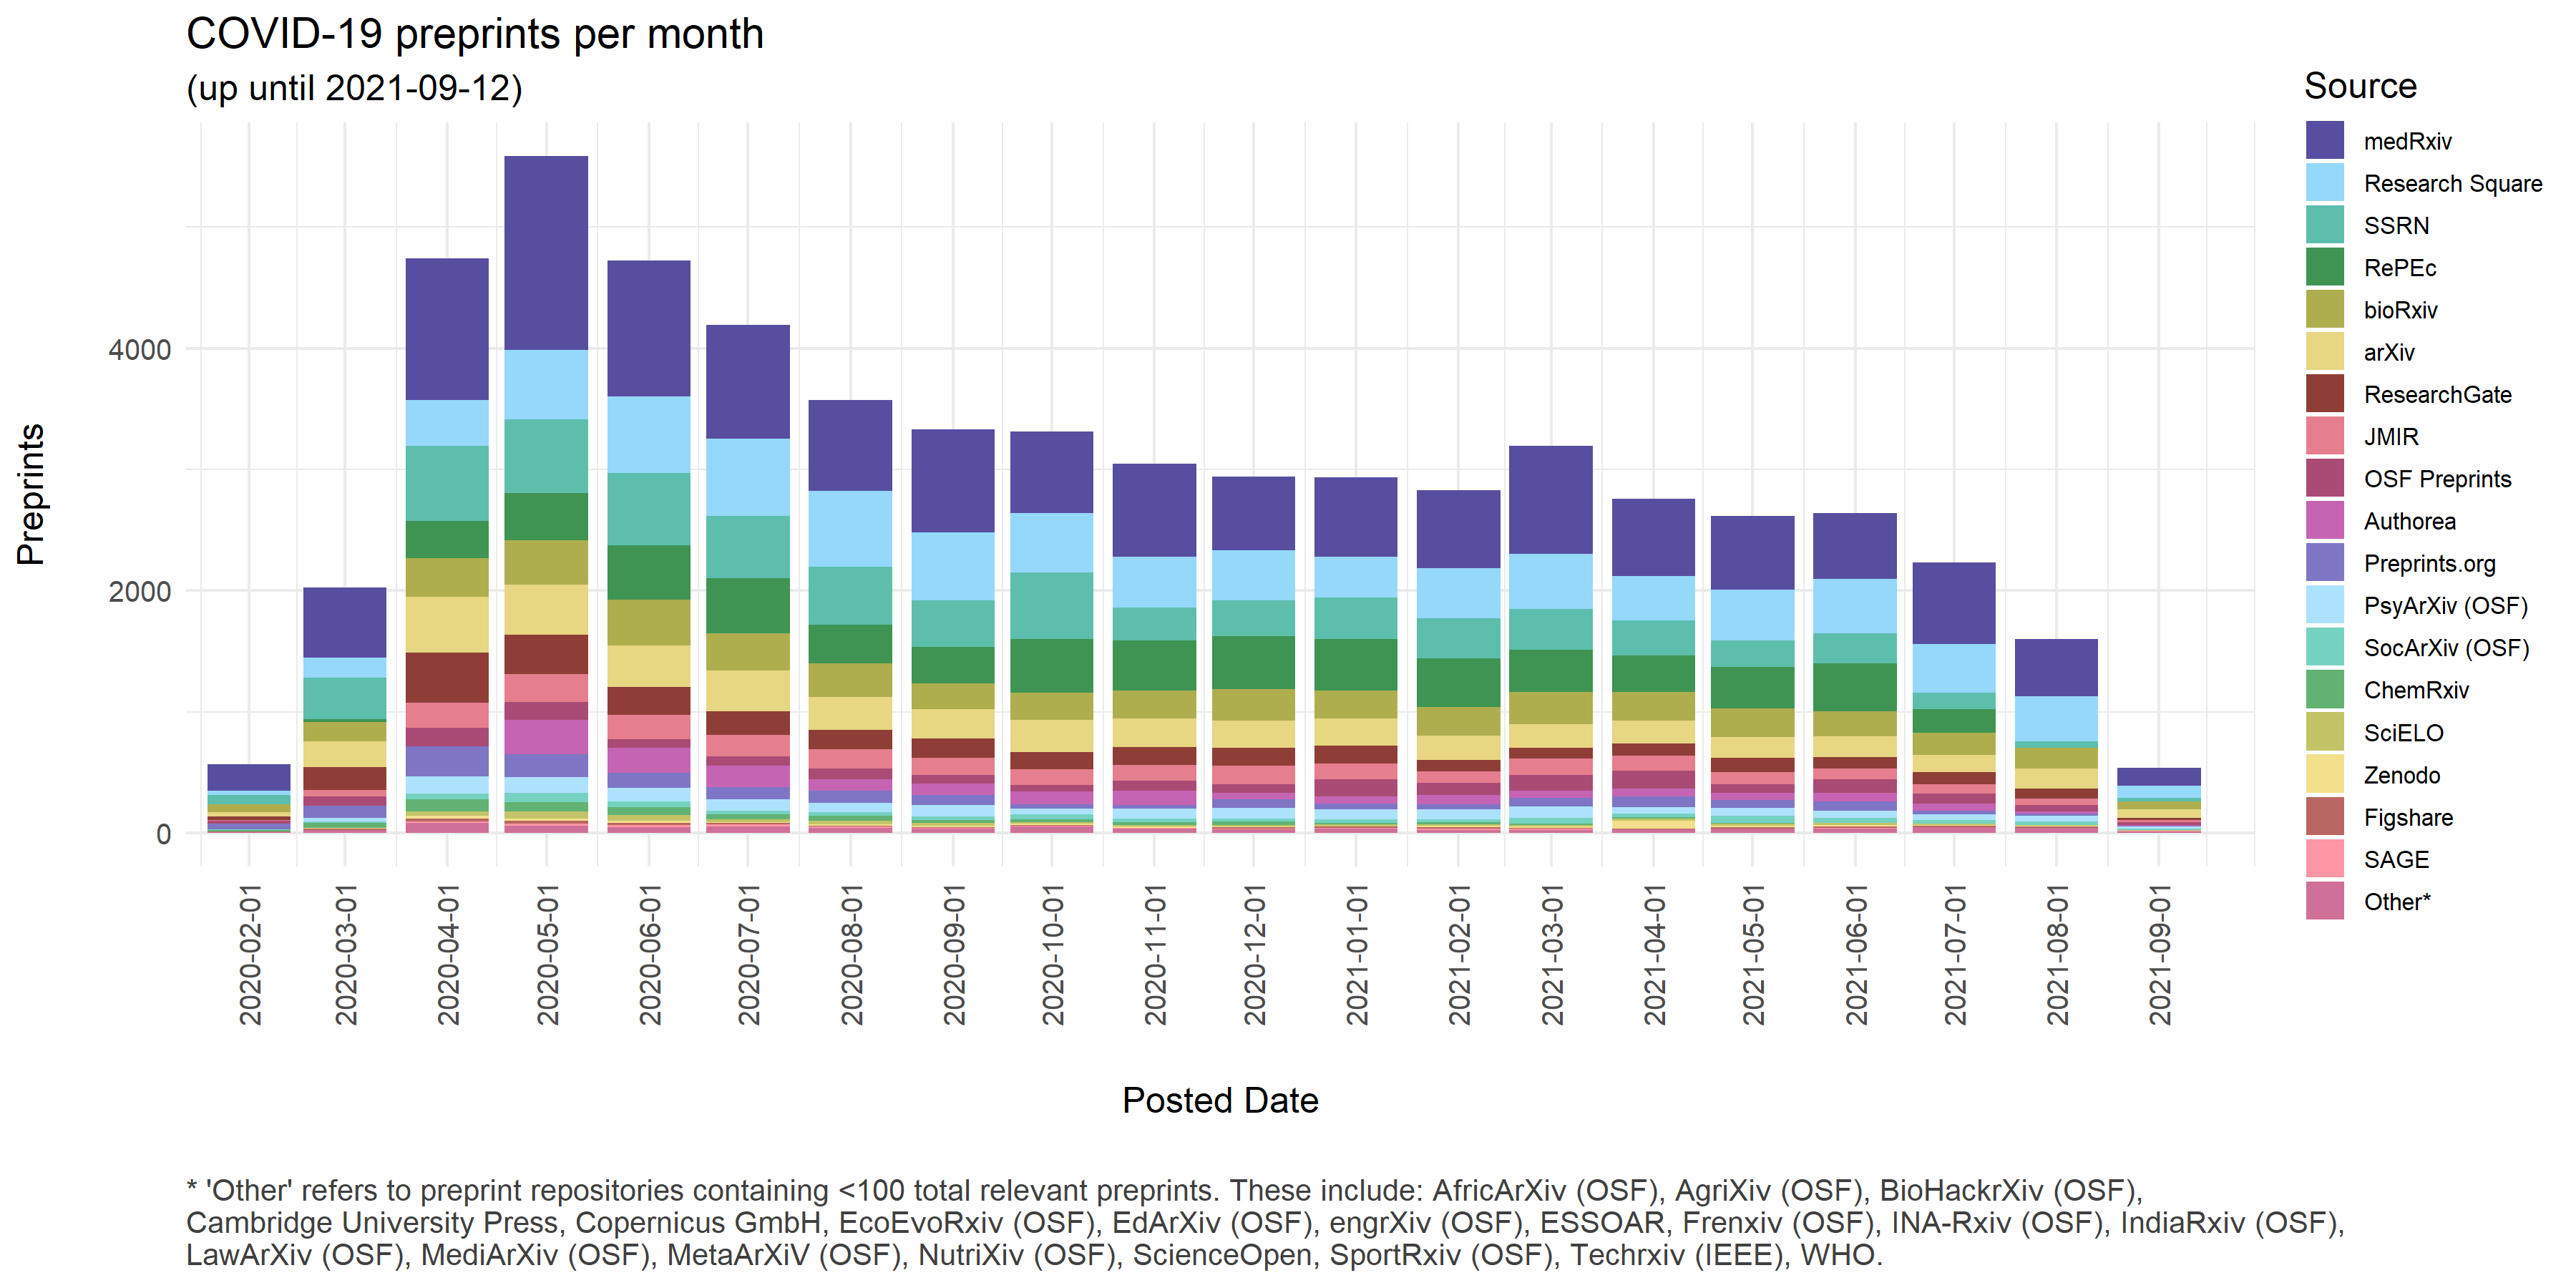 COVID-19 preprints per month
(up until 2021-09-12)
Preprints
4000
2000
0
2020-02-01
2020-03-01
2020-04-01
2020-05-01
2020-06-01
2020-07-01
2020-08-01
2020-09-01
2020-10-01
2020-11-01
2020-12-01
2021-01-01
2021-02-01
2021-03-01
2021-04-01
2021-05-01
2021-06-01
2021-07-01
2021-08-01
2021-09-01
Posted Date
Source
medRxiv
Research Square
SSRN
RePEc
bioRxiv
arXiv
ResearchGate
JMIR
OSF Preprints
Authorea
Preprints.org
PsyArXiv (OSF)
SocArXiv (OSF)
ChemRxiv
SciELO
Zenodo
Figshare
SAGE
Other*
* 'Other' refers to preprint repositories containing <100 total relevant preprints. These include: AfricArXiv (OSF), AgriXiv (OSF), BioHackrXiv (OSF),
Cambridge University Press, Copernicus GmbH, EcoEvoRxiv (OSF), EdArXiv (OSF), engrXiv (OSF), ESSOAR, Frenxiv (OSF), INA-Rxiv (OSF), IndiaRxiv (OSF),
LawArXiv (OSF), MediArXiv (OSF), MetaArXiV (OSF), NutriXiv (OSF), ScienceOpen, SportRxiv (OSF), Techrxiv (IEEE), WHO.